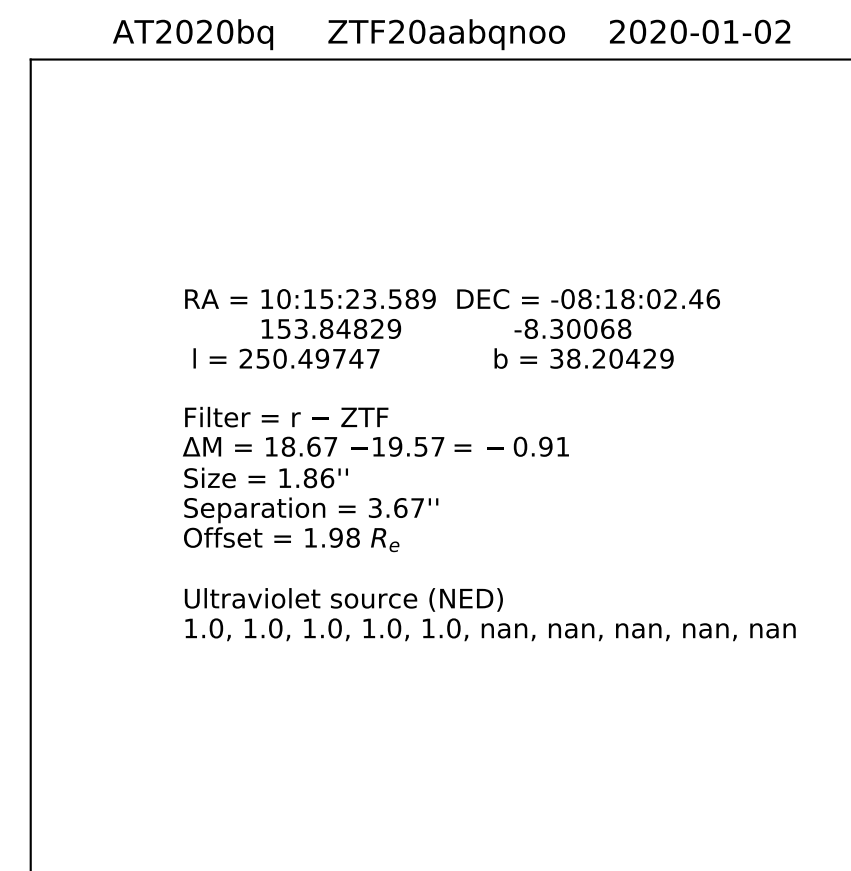 AT2020bq ZTF20aabqnoo 2020-01-02
RA = 10:15:23.589 DEC = -08:18:02.46
153.84829 -8.30068
l = 250.49747 b = 38.20429
Filter = r − ZTF
ΔM = 18.67 −19.57 = − 0.91
Size = 1.86''
Separation = 3.67''
Offset = 1.98 Re
Ultraviolet source (NED)
1.0, 1.0, 1.0, 1.0, 1.0, nan, nan, nan, nan, nan